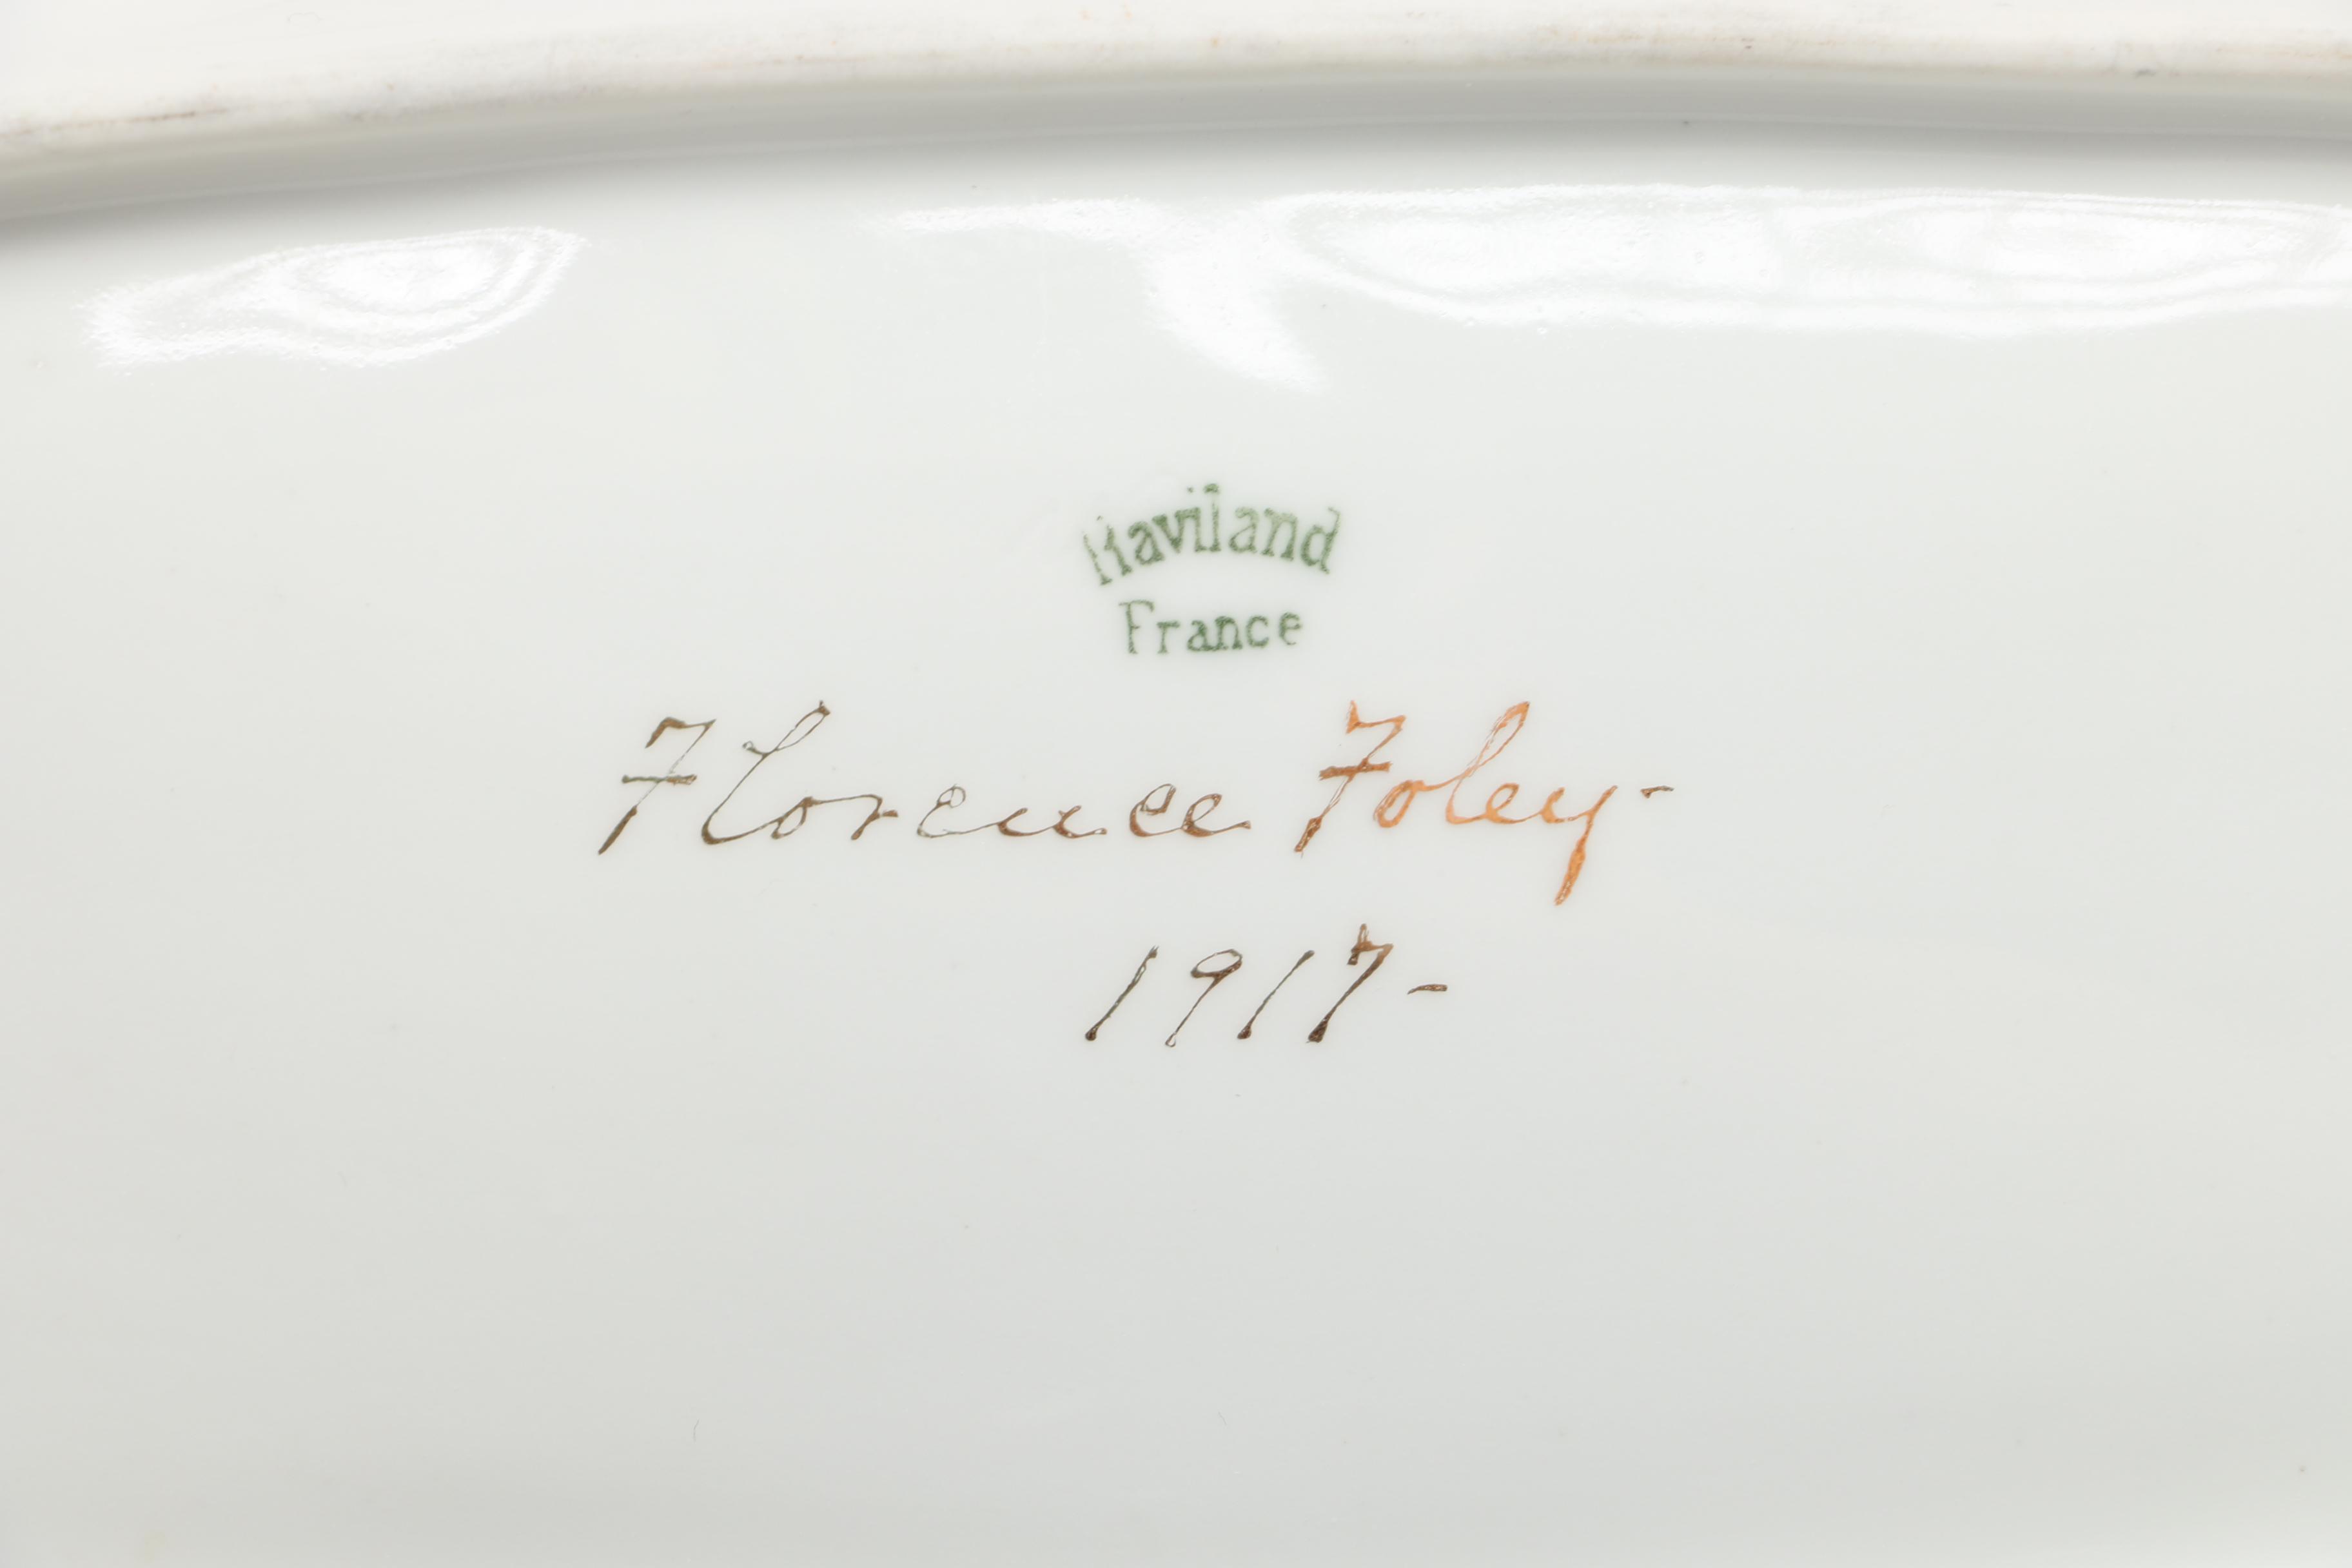 Haviland
France
Florence Foley-
1917-